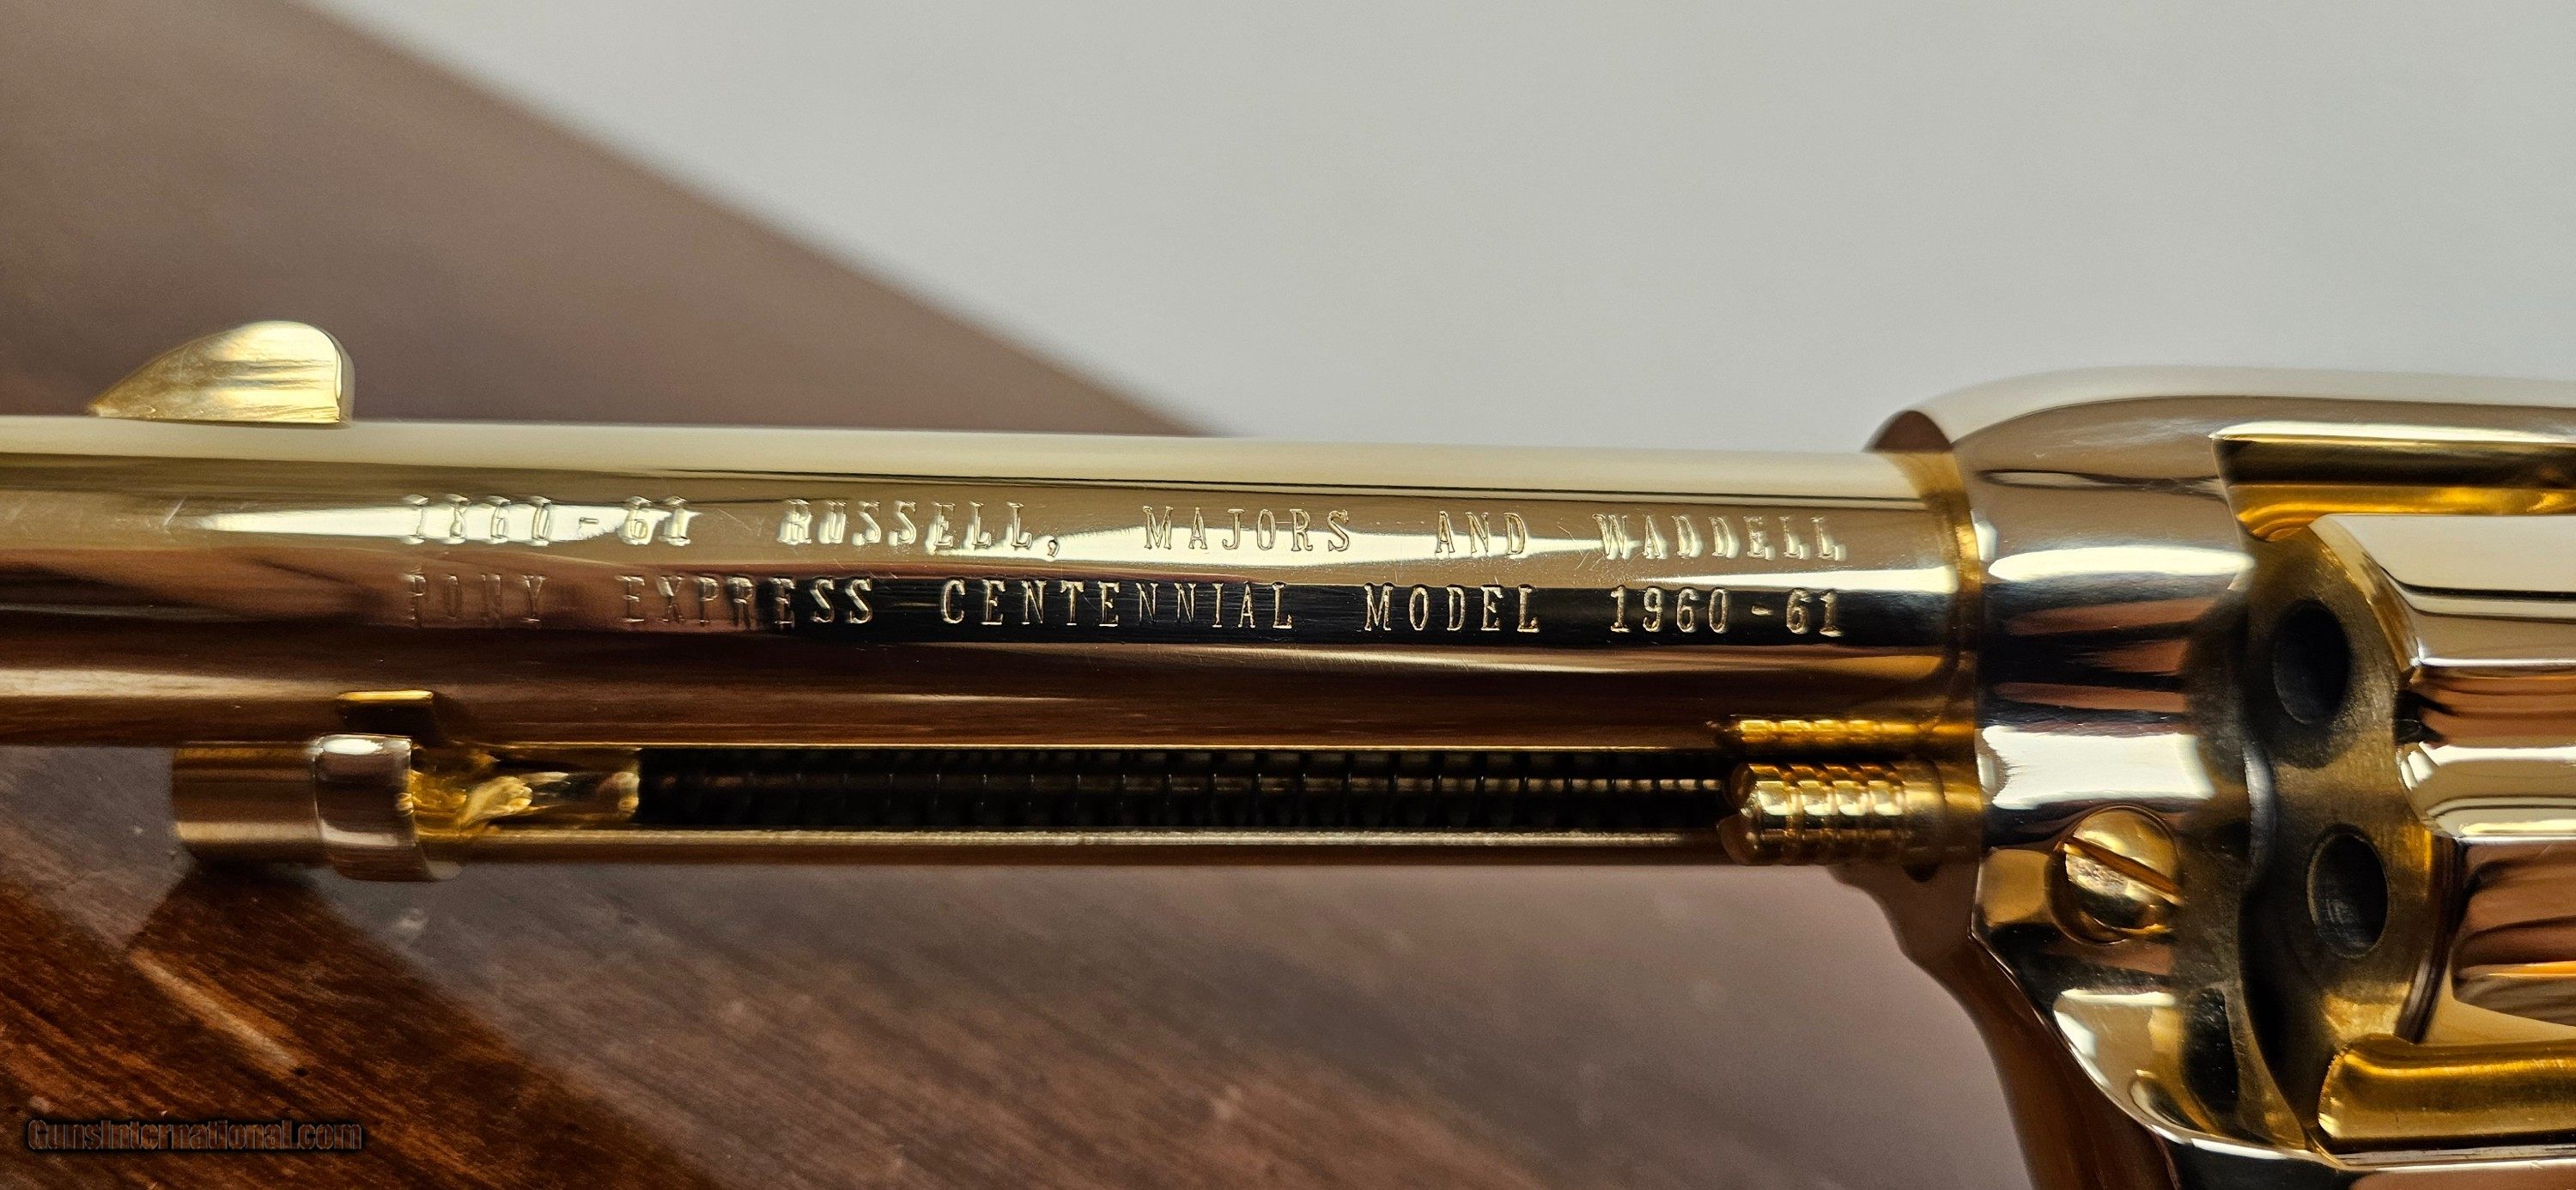 1860-61 RUSSELL, MAJORS AND WADDELL
PONY EXPRESS CENTENNIAL MODEL 1960-61
GunsInternational.com